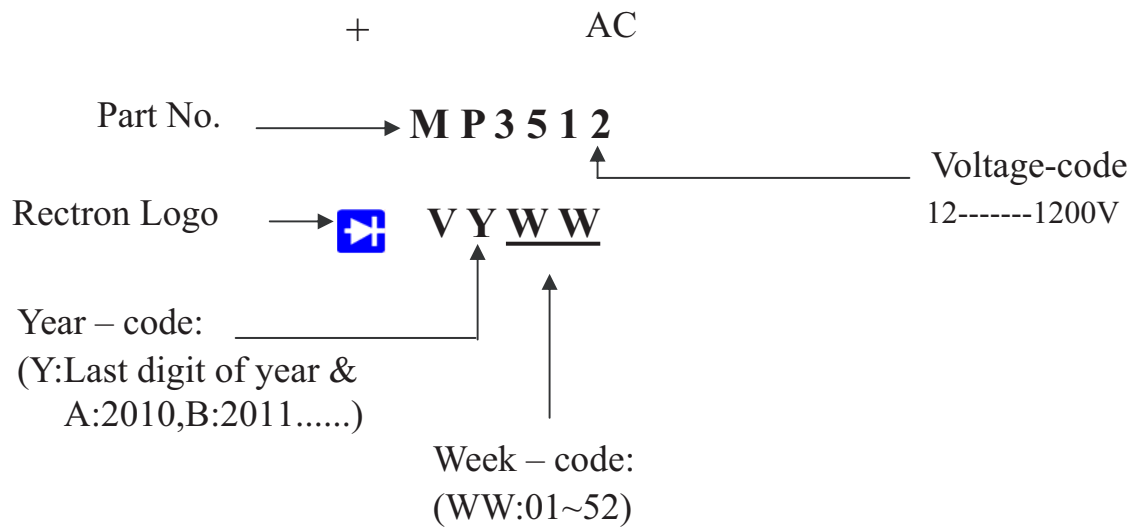 + AC
Part No. M P 3 5 1 2
Voltage-code
12-------1200V
Rectron Logo V Y W W
Year – code:
(Y:Last digit of year &
A:2010,B:2011......)
Week – code:
(WW:01~52)